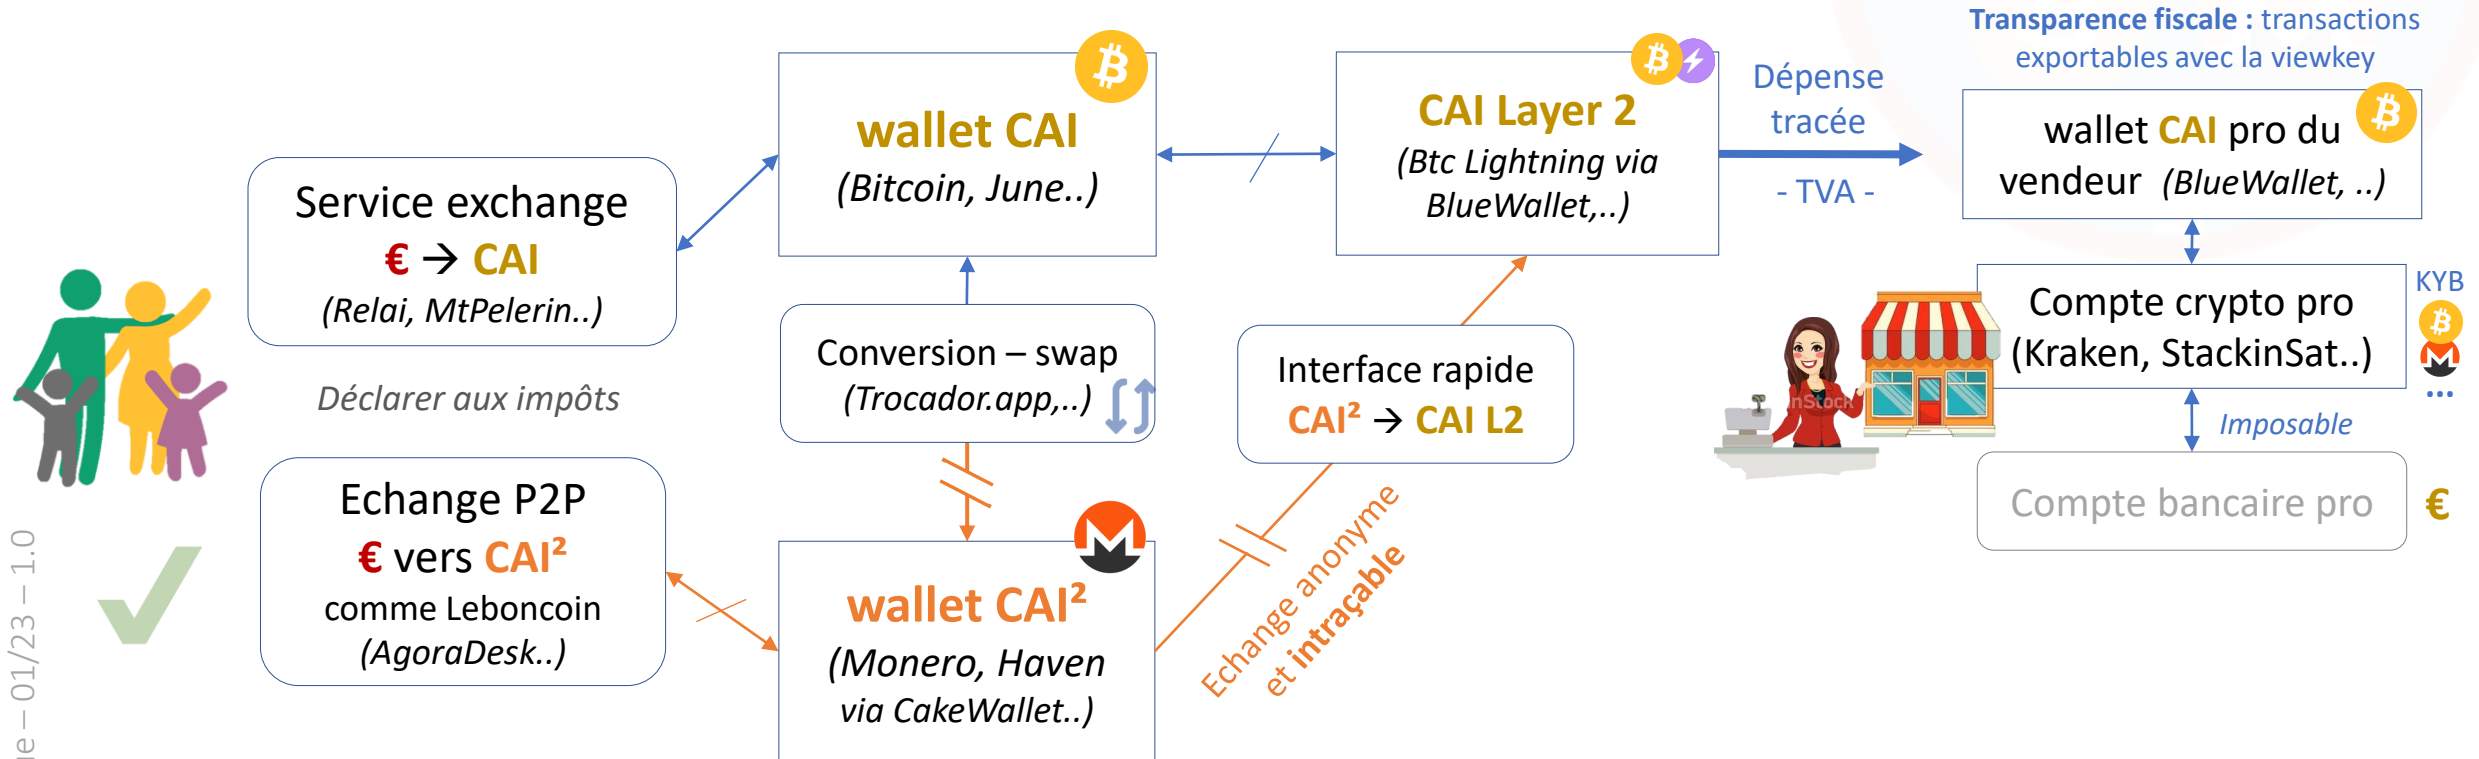 Transparence fiscale : transactions
exportables avec la viewkey
Service exchange
€ → CAI
(Relai, MtPelerin..)
Déclarer aux impôts
Echange P2P
€ vers CAI²
comme Leboncoin
(AgoraDesk..)
wallet CAI
(Bitcoin, June..)
Conversion – swap
(Trocador.app,..)
wallet CAI²
(Monero, Haven
via CakeWallet..)
CAI Layer 2
(Btc Lightning via
BlueWallet,..)
Interface rapide
CAI² → CAI L2
Echange anonyme
et intraçable
Dépense
tracée
- TVA -
wallet CAI pro du
vendeur (BlueWallet, ..)
Compte crypto pro
(Kraken, StackinSat..)
KYB
...
Imposable
Compte bancaire pro
€
nStock
ue – 01/23 – 1.0